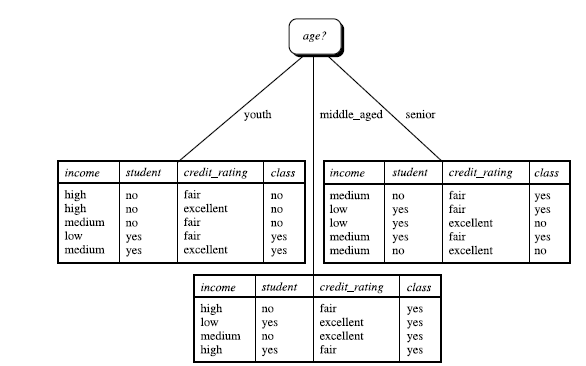 age?
youth
middle_aged
senior
income student credit_rating class
high no fair no
high no excellent no
medium no fair no
low yes fair yes
medium yes excellent yes
income student credit_rating class
medium no fair yes
low yes fair yes
low yes excellent no
medium yes fair yes
medium no excellent no
income student credit_rating class
high no fair yes
low yes excellent yes
medium no excellent yes
high yes fair yes